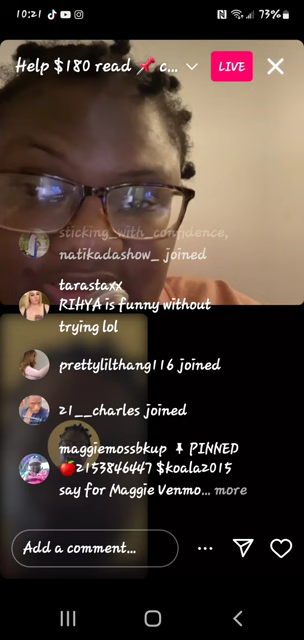 10:21
73%
Help $180 read 📌 c...
LIVE
sticking_with_confidence,
natikadashow_ joined
tarastaxx
RIHYA is funny without
trying lol
prettylilthang116 joined
21__charles joined
maggiemossbkup 📌 PINNED
🍎2153846447 $koala2015
say for Maggie Venmo... more
Add a comment...